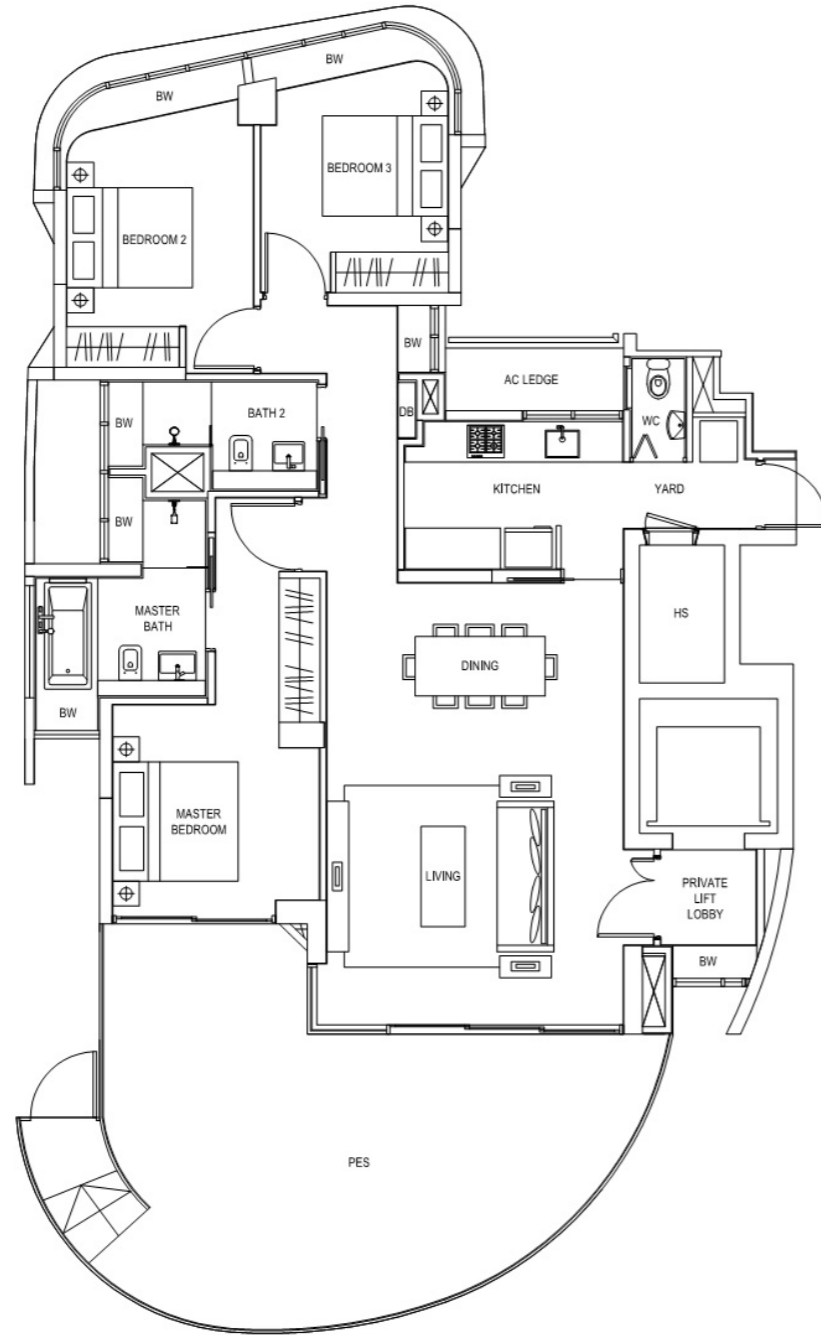 BW
BW
BEDROOM 3
BEDROOM 2
BW
AC LEDGE
DB
WC
BW
BATH 2
KITCHEN
YARD
BW
MASTER
BATH
HS
DINING
BW
MASTER
BEDROOM
LIVING
PRIVATE
LIFT
LOBBY
BW
PES